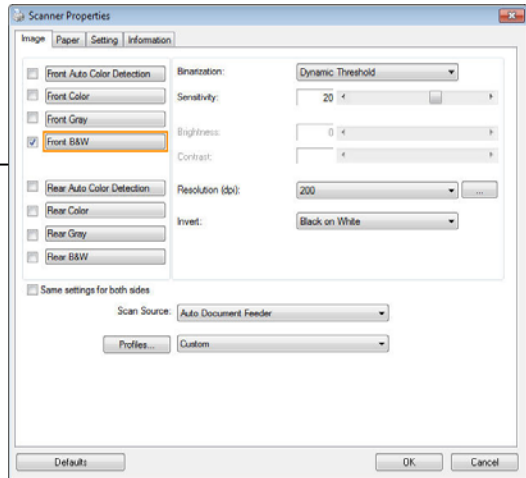 Scanner Properties
Image Paper Setting Information
Front Auto Color Detection
Front Color
Front Gray
Front B&W
Rear Auto Color Detection
Rear Color
Rear Gray
Rear B&W
Binarization: Dynamic Threshold
Sensitivity: 20
Brightness: 0
Contrast:
Resolution (dpi): 200 ...
Invert: Black on White
Same settings for both sides
Scan Source: Auto Document Feeder
Profiles... Custom
Defaults OK Cancel